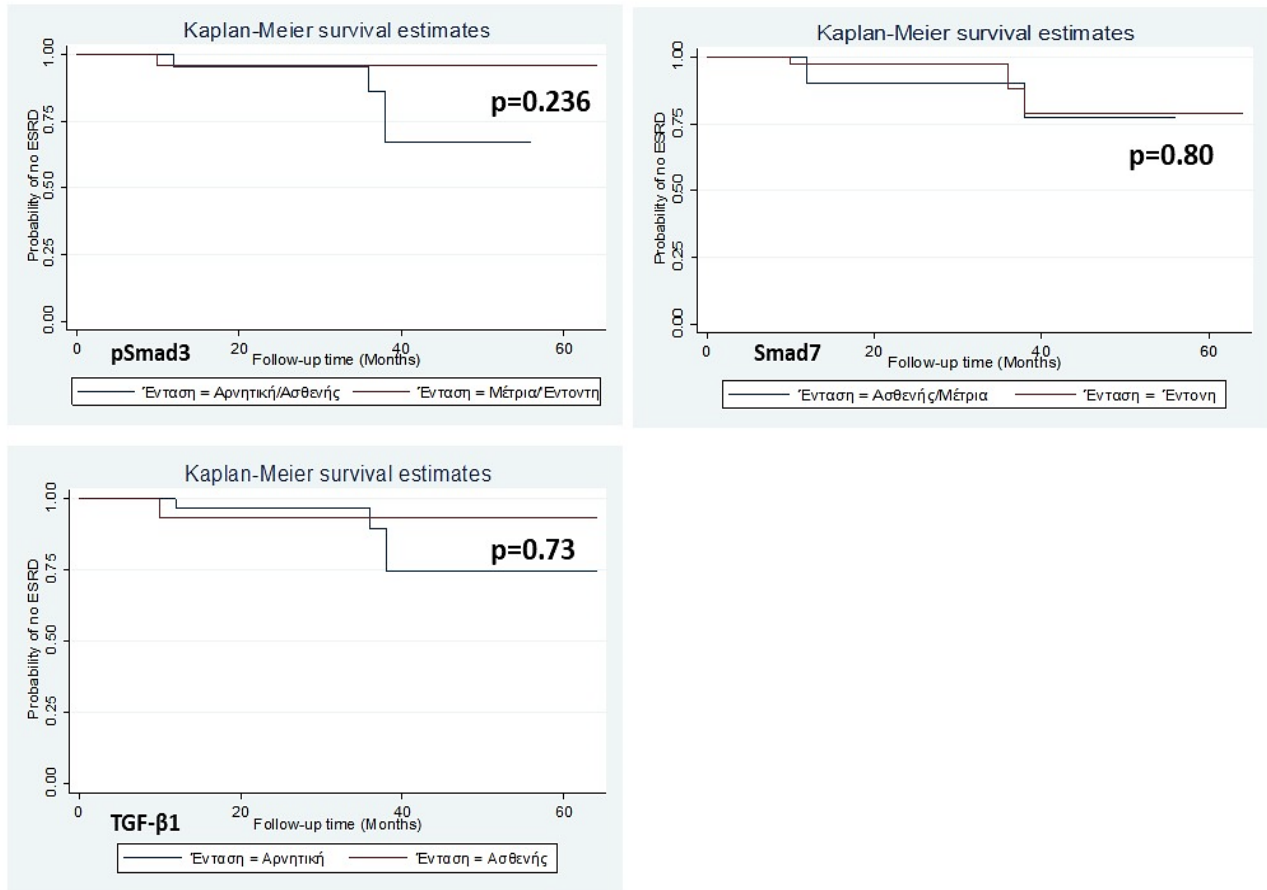 Kaplan-Meier survival estimates
Probability of no ESRD
1.00
0.75
0.50
0.25
0.00
p=0.236
0 20 40 60
pSmad3
Follow-up time (Months)
Ένταση = Αρνητική/Ασθενής Ένταση = Μέτρια/Έντοντη
Kaplan-Meier survival estimates
Probability of no ESRD
1.00
0.75
0.50
0.25
0.00
p=0.80
0 20 40 60
Smad7
Follow-up time (Months)
Ένταση = Ασθενής/Μέτρια Ένταση = Έντονη
Kaplan-Meier survival estimates
Probability of no ESRD
1.00
0.75
0.50
0.25
0.00
p=0.73
0 20 40 60
TGF-β1
Follow-up time (Months)
Ένταση = Αρνητική Ένταση = Ασθενής